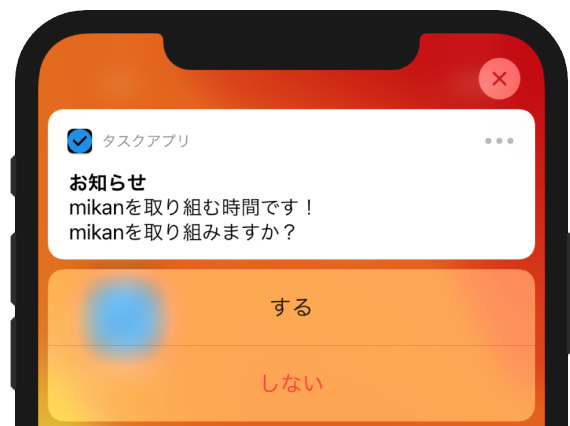 タスクアプリ
お知らせ
mikanを取り組む時間です！
mikanを取り組みますか？
する
しない